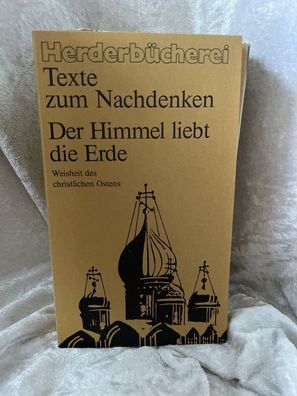 Herderbücherei
Texte
zum Nachdenken
Der Himmel liebt
die Erde
Weisheit des
christlichen Ostens